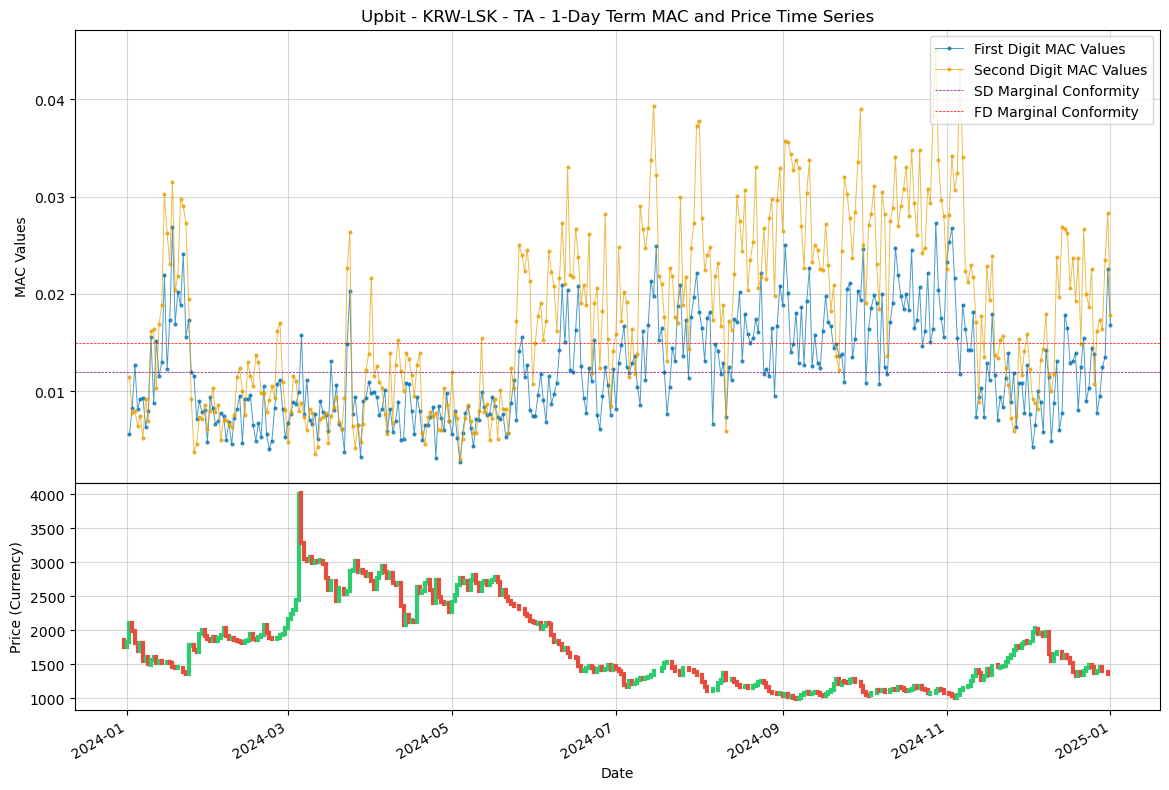 Upbit - KRW-LSK - TA - 1-Day Term MAC and Price Time Series
First Digit MAC Values
Second Digit MAC Values
SD Marginal Conformity
FD Marginal Conformity
MAC Values
0.04
0.03
0.02
0.01
Price (Currency)
4000
3500
3000
2500
2000
1500
1000
2024-01
2024-03
2024-05
2024-07
2024-09
2024-11
2025-01
Date